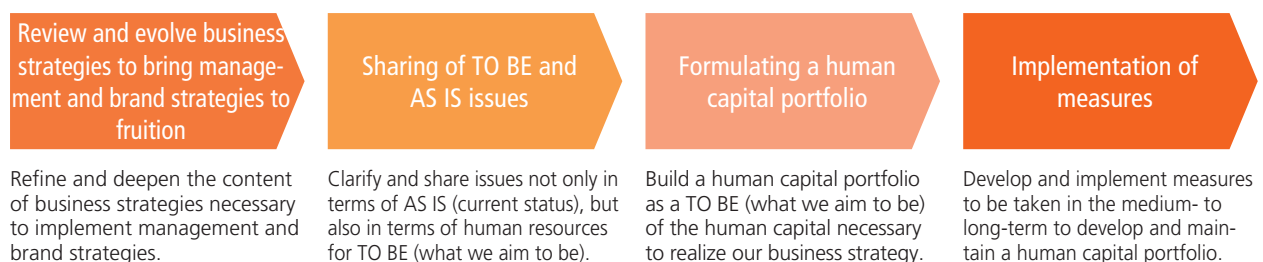 Review and evolve business
strategies to bring manage-
ment and brand strategies to
fruition
Sharing of TO BE and
AS IS issues
Formulating a human
capital portfolio
Implementation of
measures
Refine and deepen the content
of business strategies necessary
to implement management and
brand strategies.
Clarify and share issues not only in
terms of AS IS (current status), but
also in terms of human resources
for TO BE (what we aim to be).
Build a human capital portfolio
as a TO BE (what we aim to be)
of the human capital necessary
to realize our business strategy.
Develop and implement measures
to be taken in the medium- to
long-term to develop and main-
tain a human capital portfolio.